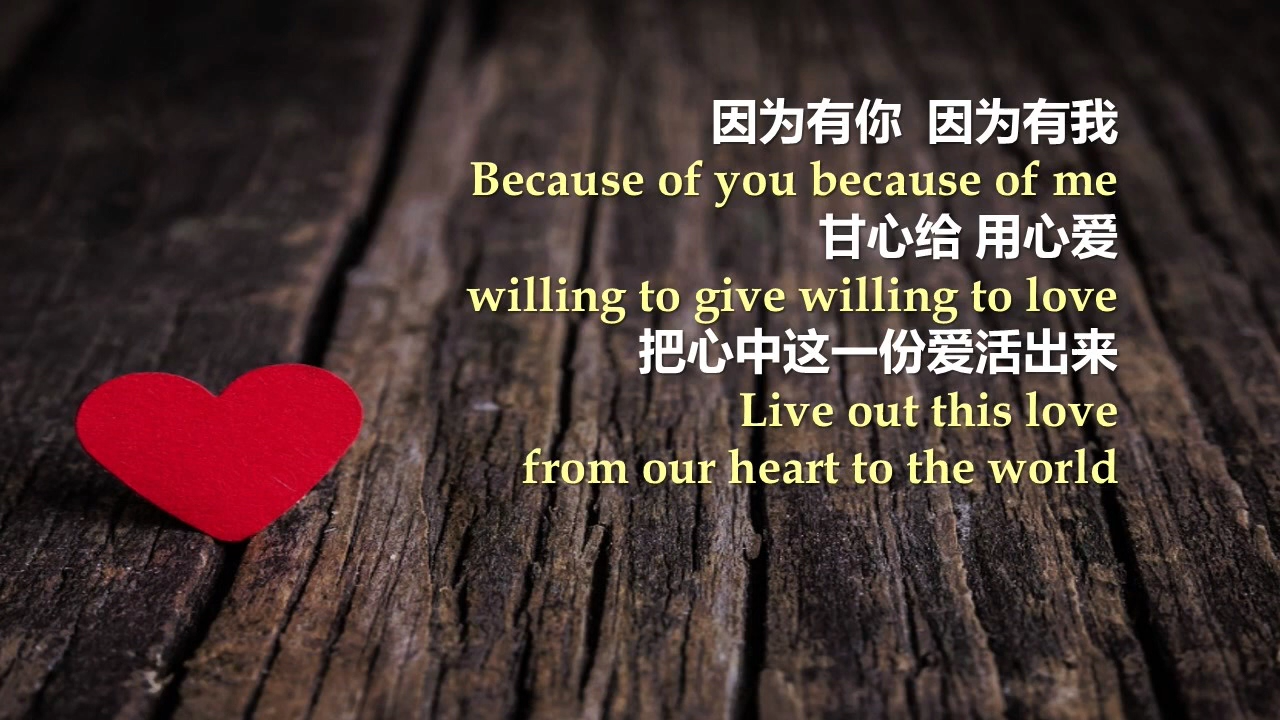 因为有你 因为有我
Because of you because of me
甘心给 用心爱
willing to give willing to love
把心中这一份爱活出来
Live out this love
from our heart to the world